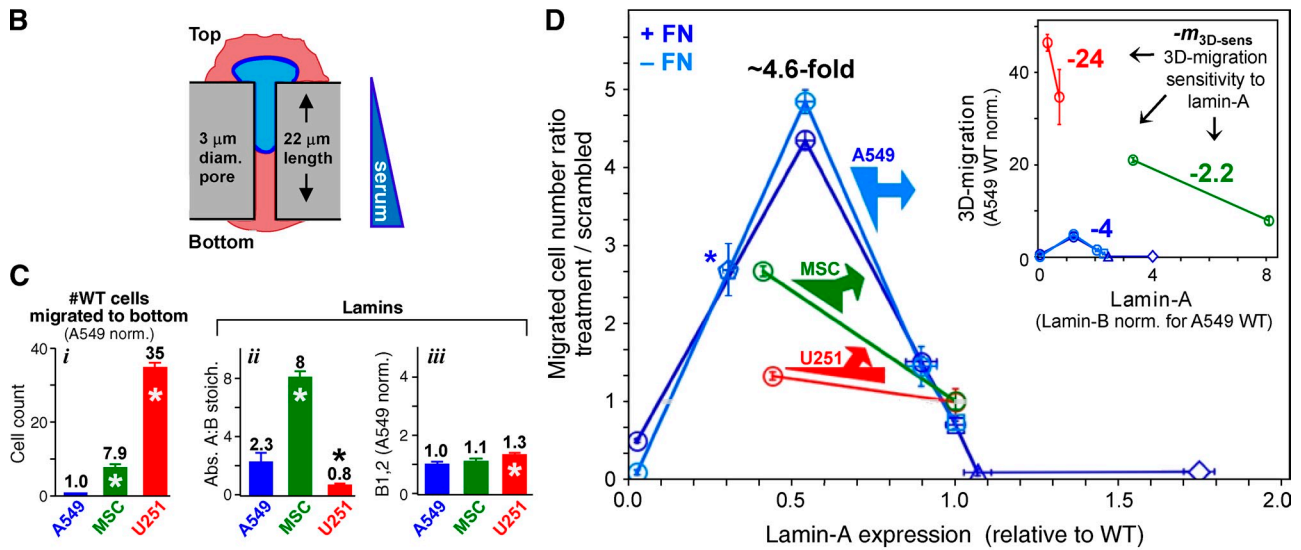 B
Top
3 μm
diam.
pore
22 μm
length
serum
Bottom
C
#WT cells
migrated to bottom
(A549 norm.)
Lamins
i
Cell count
40
20
0
1.0
7.9
35
*
*
A549
MSC
U251
ii
Abs. A:B stoich.
8
4
0
2.3
8
0.8
*
*
A549
MSC
U251
iii
B1,2 (A549 norm.)
4
2
0
1.0
1.1
1.3
*
A549
MSC
U251
D
+ FN
– FN
~4.6-fold
Migrated cell number ratio
treatment / scrambled
5
4
3
2
1
0
*
A549
MSC
U251
0.0
0.5
1.0
1.5
2.0
Lamin-A expression (relative to WT)
3D-migration
(A549 WT norm.)
40
20
0
-24
-m3D-sens
3D-migration
sensitivity to
lamin-A
-2.2
-4
0
4
8
Lamin-A
(Lamin-B norm. for A549 WT)